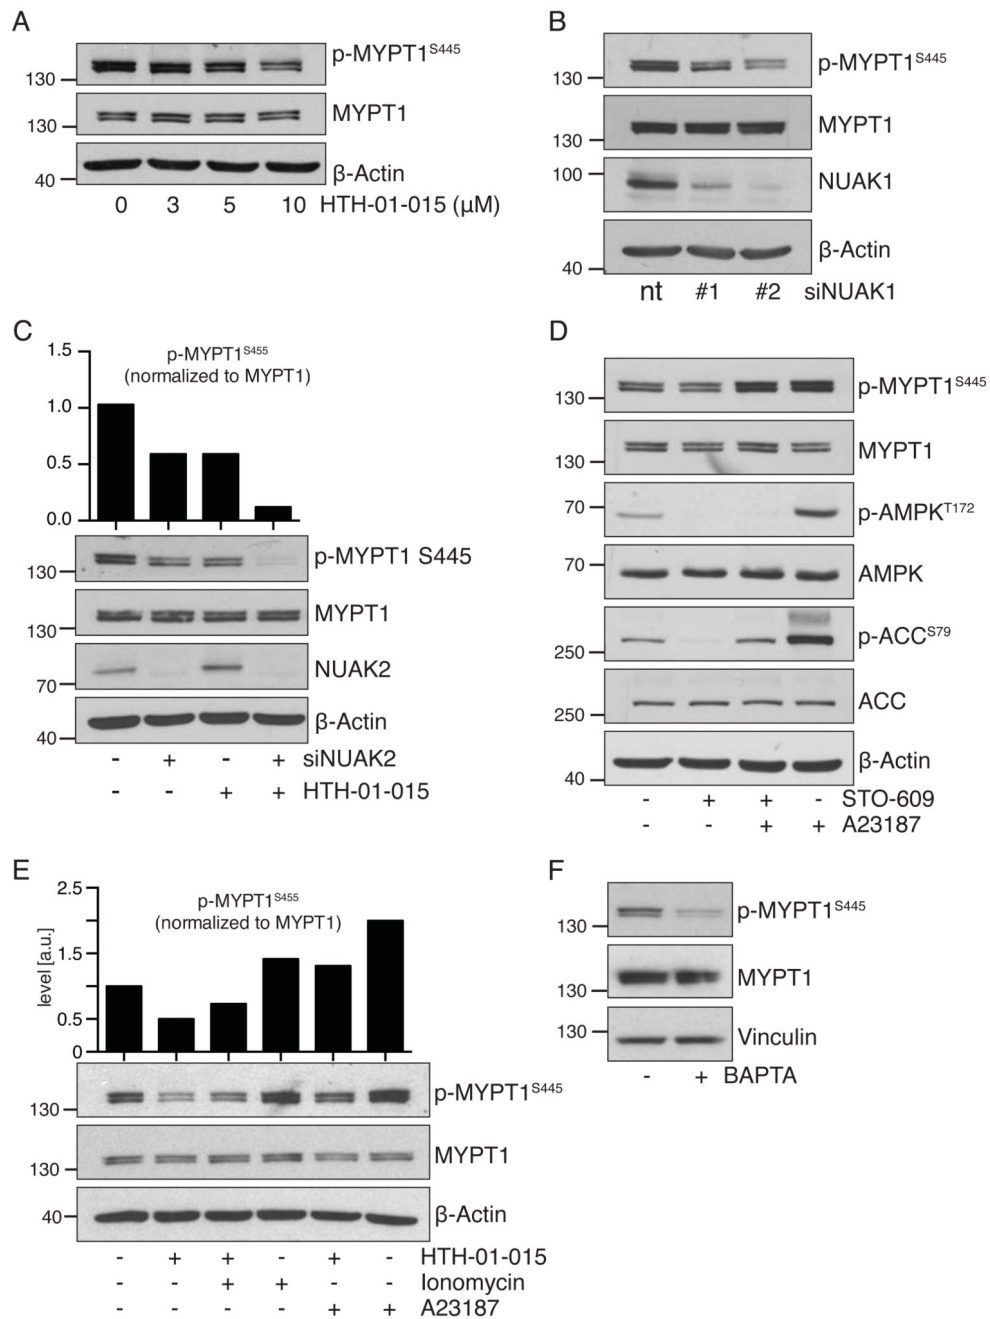 A
p-MYPT1S445
130
MYPT1
130
β-Actin
40
0 3 5 10 HTH-01-015 (μM)
B
p-MYPT1S445
130
MYPT1
130
100
NUAK1
β-Actin
40
nt #1 #2 siNUAK1
C
1.5
p-MYPT1S455
(normalized to MYPT1)
1.0
0.5
0.0
p-MYPT1 S445
130
MYPT1
130
NUAK2
70
β-Actin
40
- + - + siNUAK2
- - + + HTH-01-015
D
p-MYPT1S445
130
MYPT1
130
70
p-AMPKT172
70
AMPK
p-ACCS79
250
ACC
250
β-Actin
40
- + + - STO-609
- - + + A23187
E
2.5
p-MYPT1S455
(normalized to MYPT1)
level [a.u.]
1.5
0.5
0
p-MYPT1S445
130
MYPT1
130
40
β-Actin
- + + - + - HTH-01-015
- - + + - - Ionomycin
- - - - + + A23187
F
p-MYPT1S445
130
MYPT1
130
130
Vinculin
- + BAPTA